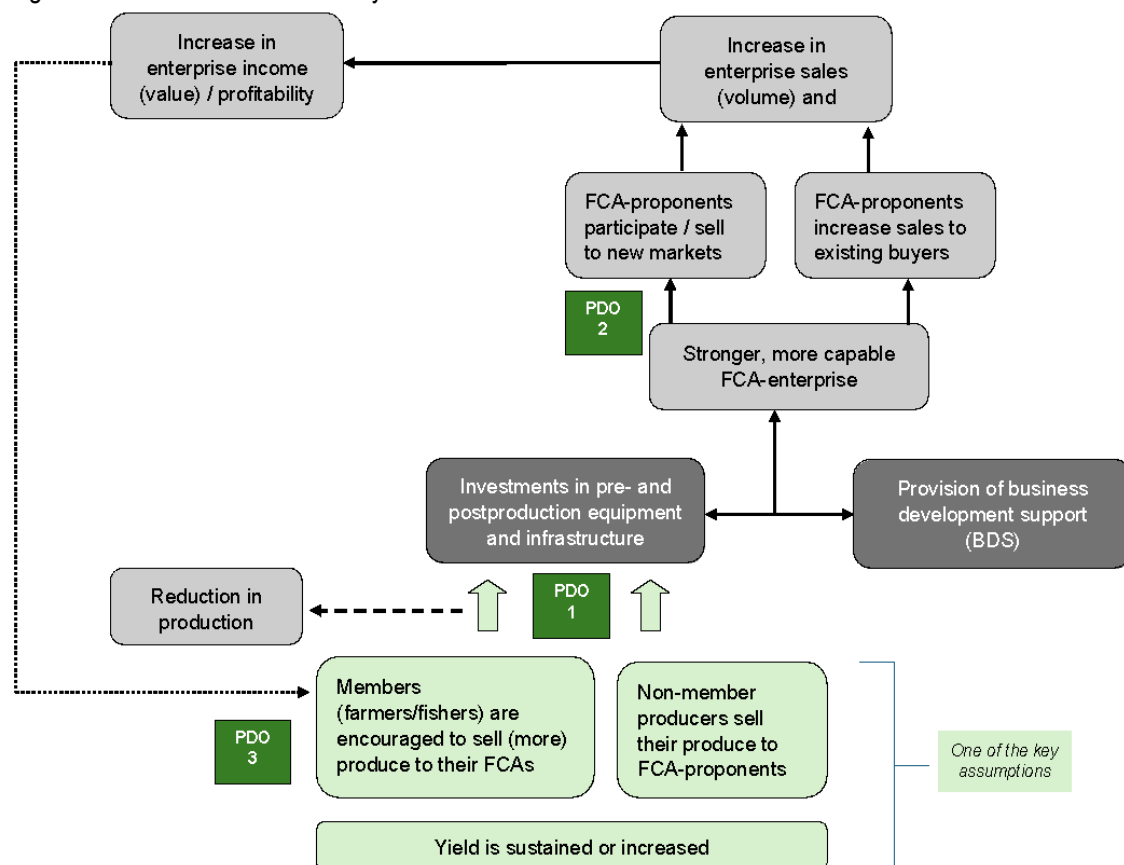 Increase in
enterprise income
(value) / profitability
Increase in
enterprise sales
(volume) and
FCA-proponents
participate / sell
to new markets
FCA-proponents
increase sales to
existing buyers
PDO
2
Stronger, more capable
FCA-enterprise
Investments in pre- and
postproduction equipment
and infrastructure
Provision of business
development support
(BDS)
Reduction in
production
PDO
1
Members
(farmers/fishers) are
encouraged to sell (more)
produce to their FCAs
Non-member
producers sell
their produce to
FCA-proponents
PDO
3
One of the key
assumptions
Yield is sustained or increased